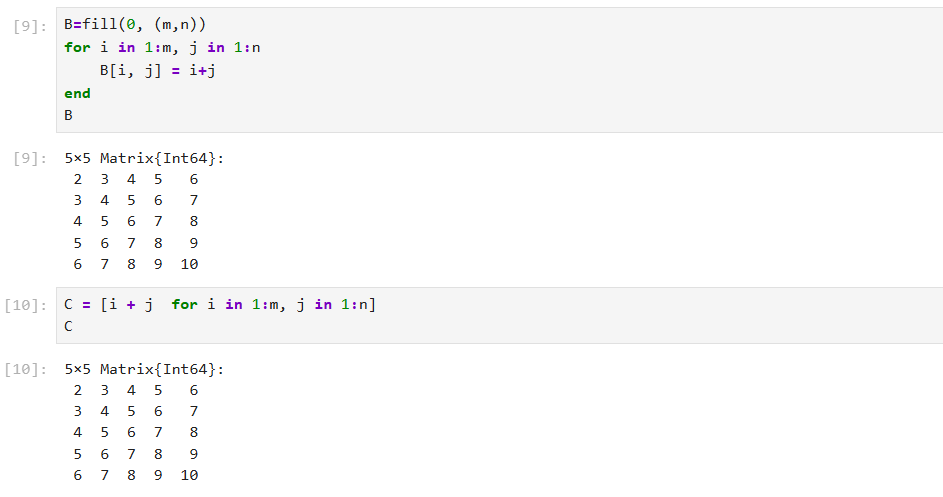 [9]: B=fill(0, (m,n))
for i in 1:m, j in 1:n
    B[i, j] = i+j
end
B
[9]: 5×5 Matrix{Int64}:
 2  3  4  5   6
 3  4  5  6   7
 4  5  6  7   8
 5  6  7  8   9
 6  7  8  9  10
[10]: C = [i + j  for i in 1:m, j in 1:n]
C
[10]: 5×5 Matrix{Int64}:
 2  3  4  5   6
 3  4  5  6   7
 4  5  6  7   8
 5  6  7  8   9
 6  7  8  9  10